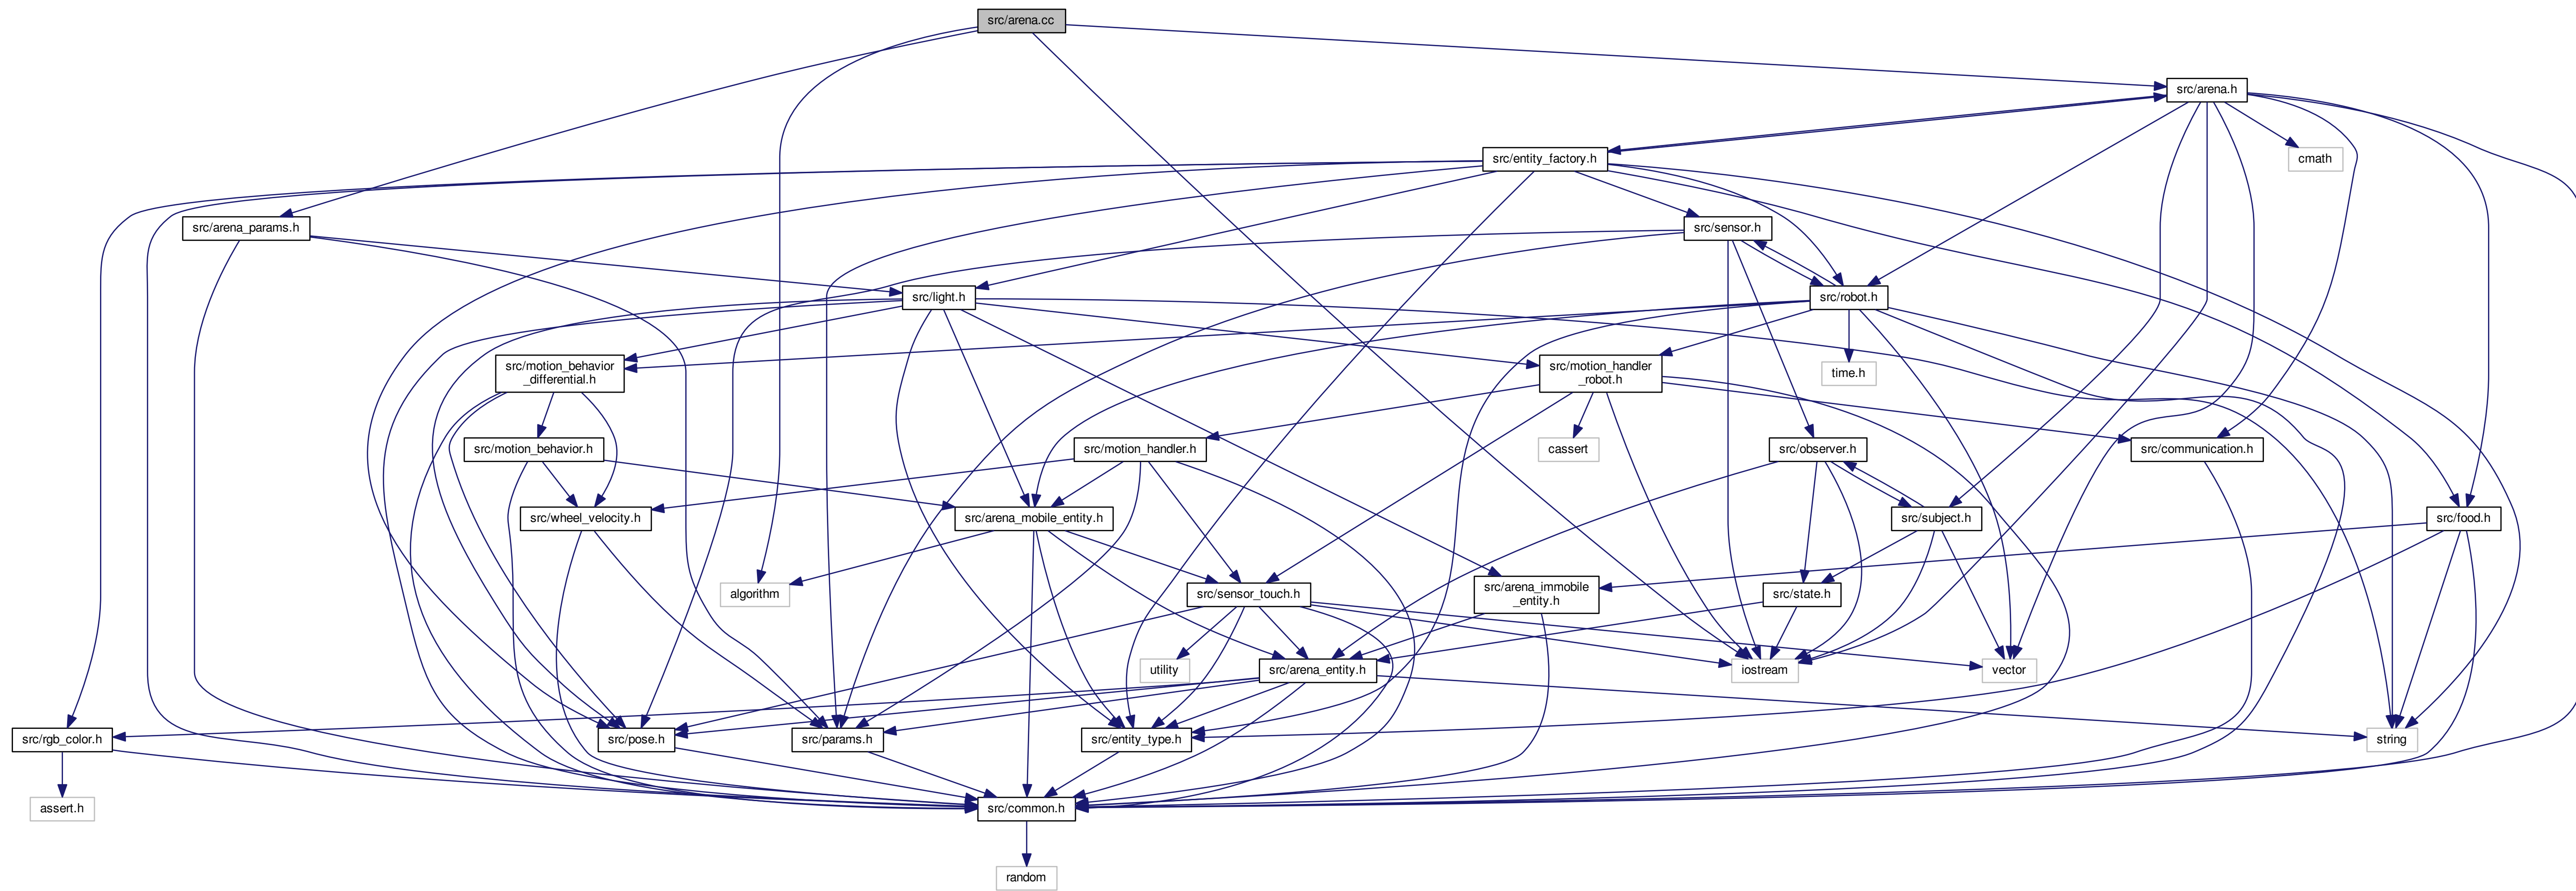 src/arena.cc
src/arena.h
src/entity_factory.h
cmath
src/arena_params.h
src/sensor.h
src/light.h
src/robot.h
src/motion_behavior
_differential.h
src/motion_handler
_robot.h
time.h
src/motion_behavior.h
src/motion_handler.h
cassert
src/observer.h
src/communication.h
src/wheel_velocity.h
src/arena_mobile_entity.h
src/subject.h
src/food.h
algorithm
src/sensor_touch.h
src/arena_immobile
_entity.h
src/state.h
utility
src/arena_entity.h
iostream
vector
src/rgb_color.h
src/pose.h
src/params.h
src/entity_type.h
string
assert.h
src/common.h
random